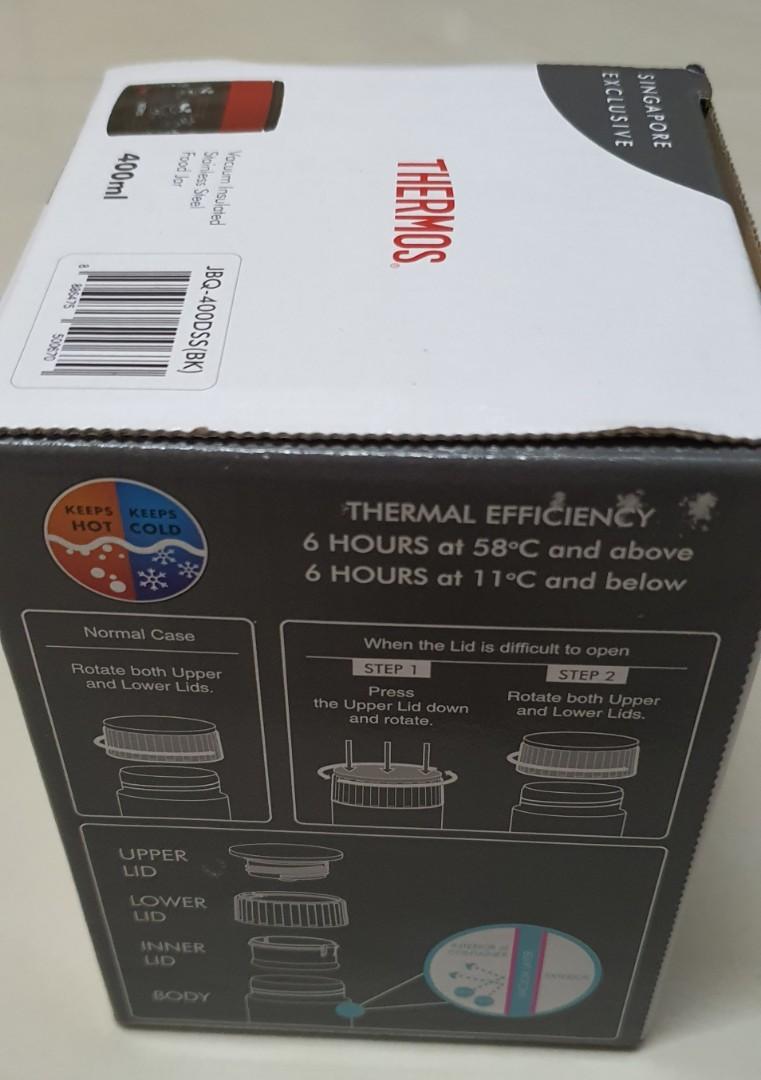 SINGAPORE
EXCLUSIVE
THERMOS
Vacuum Insulated
Stainless Steel
Food Jar
400ml
JBQ-400DSS(BK)
8 885475 500670
KEEPS HOT
KEEPS COLD
THERMAL EFFICIENCY
6 HOURS at 58°C and above
6 HOURS at 11°C and below
Normal Case
Rotate both Upper
and Lower Lids.
When the Lid is difficult to open
STEP 1
Press
the Upper Lid down
and rotate.
STEP 2
Rotate both Upper
and Lower Lids.
UPPER
LID
LOWER
LID
INNER
LID
BODY